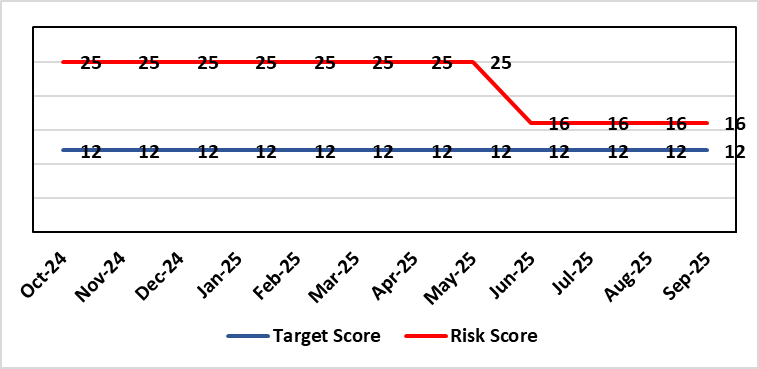 25 25 25 25 25 25 25 25
16 16 16 16
12 12 12 12 12 12 12 12 12 12 12 12
Oct-24 Nov-24 Dec-24 Jan-25 Feb-25 Mar-25 Apr-25 May-25 Jun-25 Jul-25 Aug-25 Sep-25
Target Score Risk Score